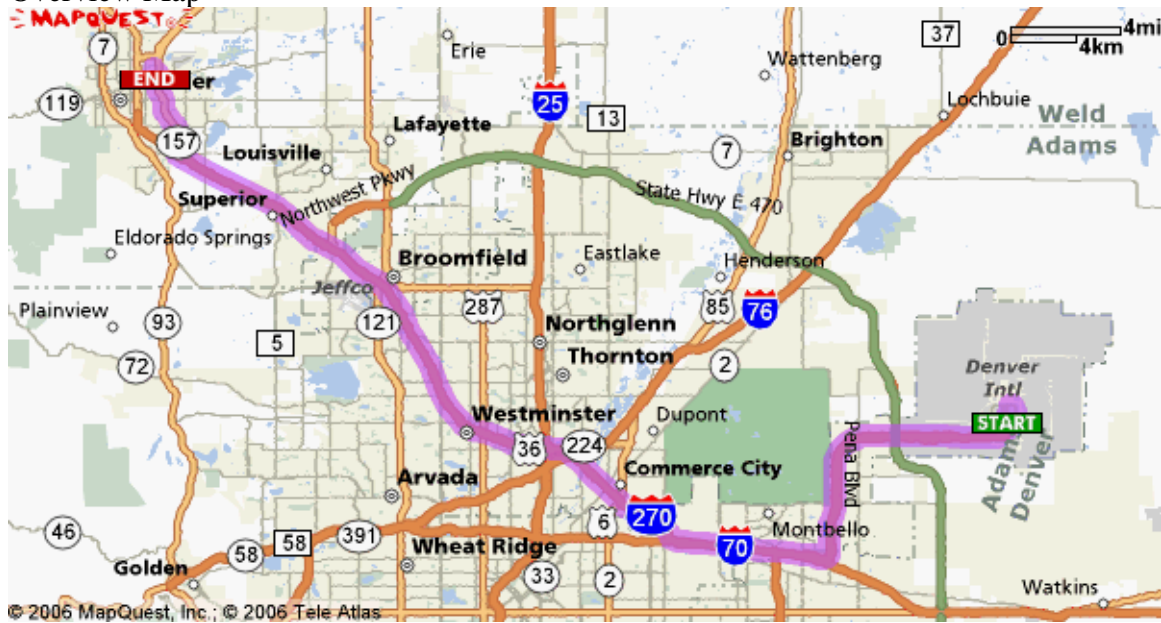 Overview Map
MAPQUEST
0 4mi
4km
7
Erie
37
Wattenberg
END er
119
25
13
Lochbuie
Weld
Adams
157
Lafayette
Louisville
7
Brighton
Northwest Pkwy
State Hwy E 470
Superior
Eldorado Springs
Broomfield
Eastlake
Henderson
Jeffco
287
85
76
Plainview
93
121
5
Northglenn
Thornton
72
2
Denver
Intl
START
Westminster
36
224
Dupont
Pena Blvd
Adams
Denver
Arvada
Commerce City
270
6
Montbello
70
46
58
58
391
Wheat Ridge
Golden
33
2
Watkins
© 2006 MapQuest, Inc.; © 2006 Tele Atlas